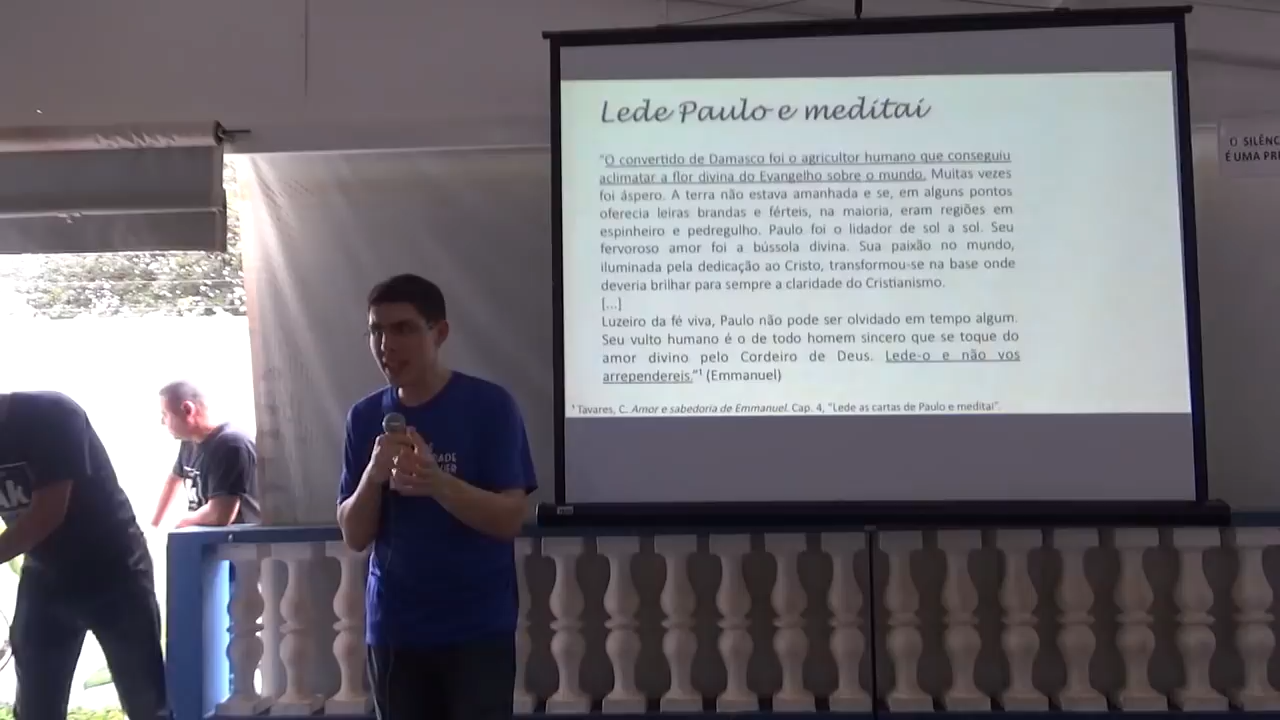 Lede Paulo e meditai
"O convertido de Damasco foi o agricultor humano que conseguiu
aclimatar a flor divina do Evangelho sobre o mundo. Muitas vezes
foi áspero. A terra não estava amanhada e se, em alguns pontos
oferecia leiras brandas e férteis, na maioria, eram regiões em
espinheiro e pedregulho. Paulo foi o lidador de sol a sol. Seu
fervoroso amor foi a bússola divina. Sua paixão no mundo,
iluminada pela dedicação ao Cristo, transformou-se na base onde
deveria brilhar para sempre a claridade do Cristianismo.
[...]
Luzeiro da fé viva, Paulo não pode ser olvidado em tempo algum.
Seu vulto humano é o de todo homem sincero que se toque do
amor divino pelo Cordeiro de Deus. Lede-o e não vos
arrependereis."¹ (Emmanuel)
¹ Tavares, C. Amor e sabedoria de Emmanuel. Cap. 4, "Lede as cartas de Paulo e meditai".
O SILÊNC
É UMA PRE
Ak